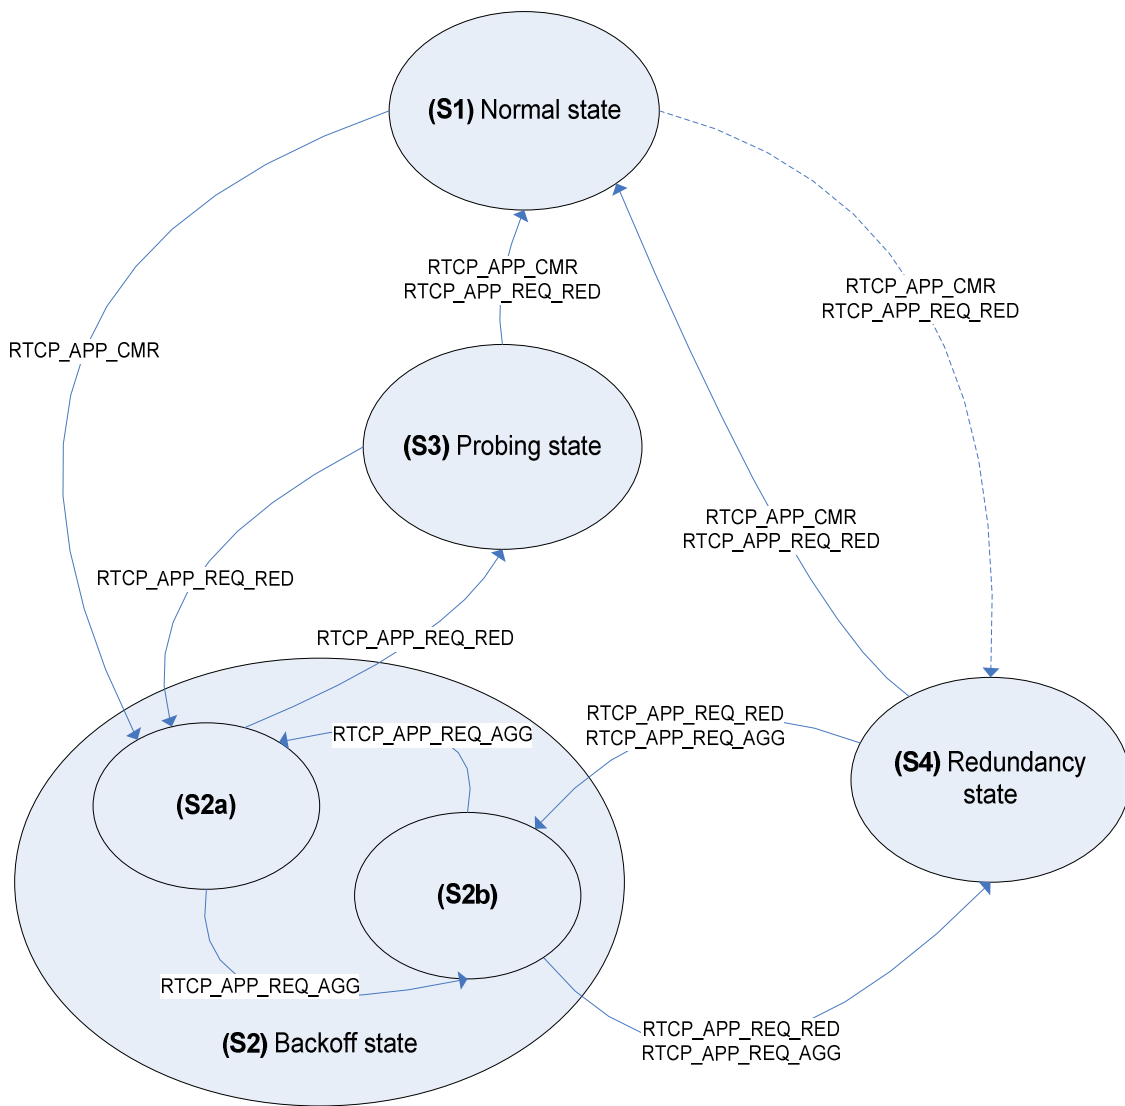 (S1) Normal state
RTCP_APP_CMR
RTCP_APP_REQ_RED
RTCP_APP_CMR
RTCP_APP_REQ_RED
RTCP_APP_CMR
(S3) Probing state
RTCP_APP_CMR
RTCP_APP_REQ_RED
RTCP_APP_REQ_RED
RTCP_APP_REQ_RED
RTCP_APP_REQ_RED
RTCP_APP_REQ_AGG
RTCP_APP_REQ_AGG
(S4) Redundancy
state
(S2a)
(S2b)
RTCP_APP_REQ_AGG
(S2) Backoff state
RTCP_APP_REQ_RED
RTCP_APP_REQ_AGG